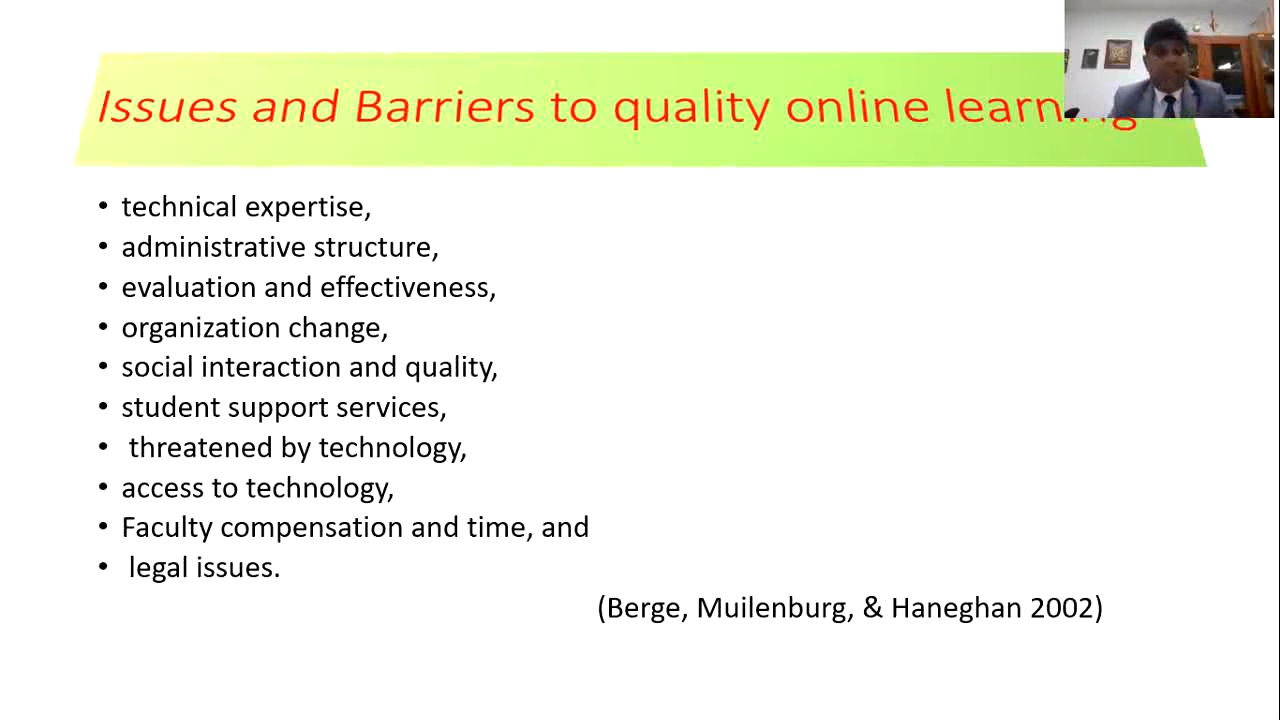 Issues and Barriers to quality online learning
• technical expertise,
• administrative structure,
• evaluation and effectiveness,
• organization change,
• social interaction and quality,
• student support services,
• threatened by technology,
• access to technology,
• Faculty compensation and time, and
• legal issues.
(Berge, Muilenburg, & Haneghan 2002)